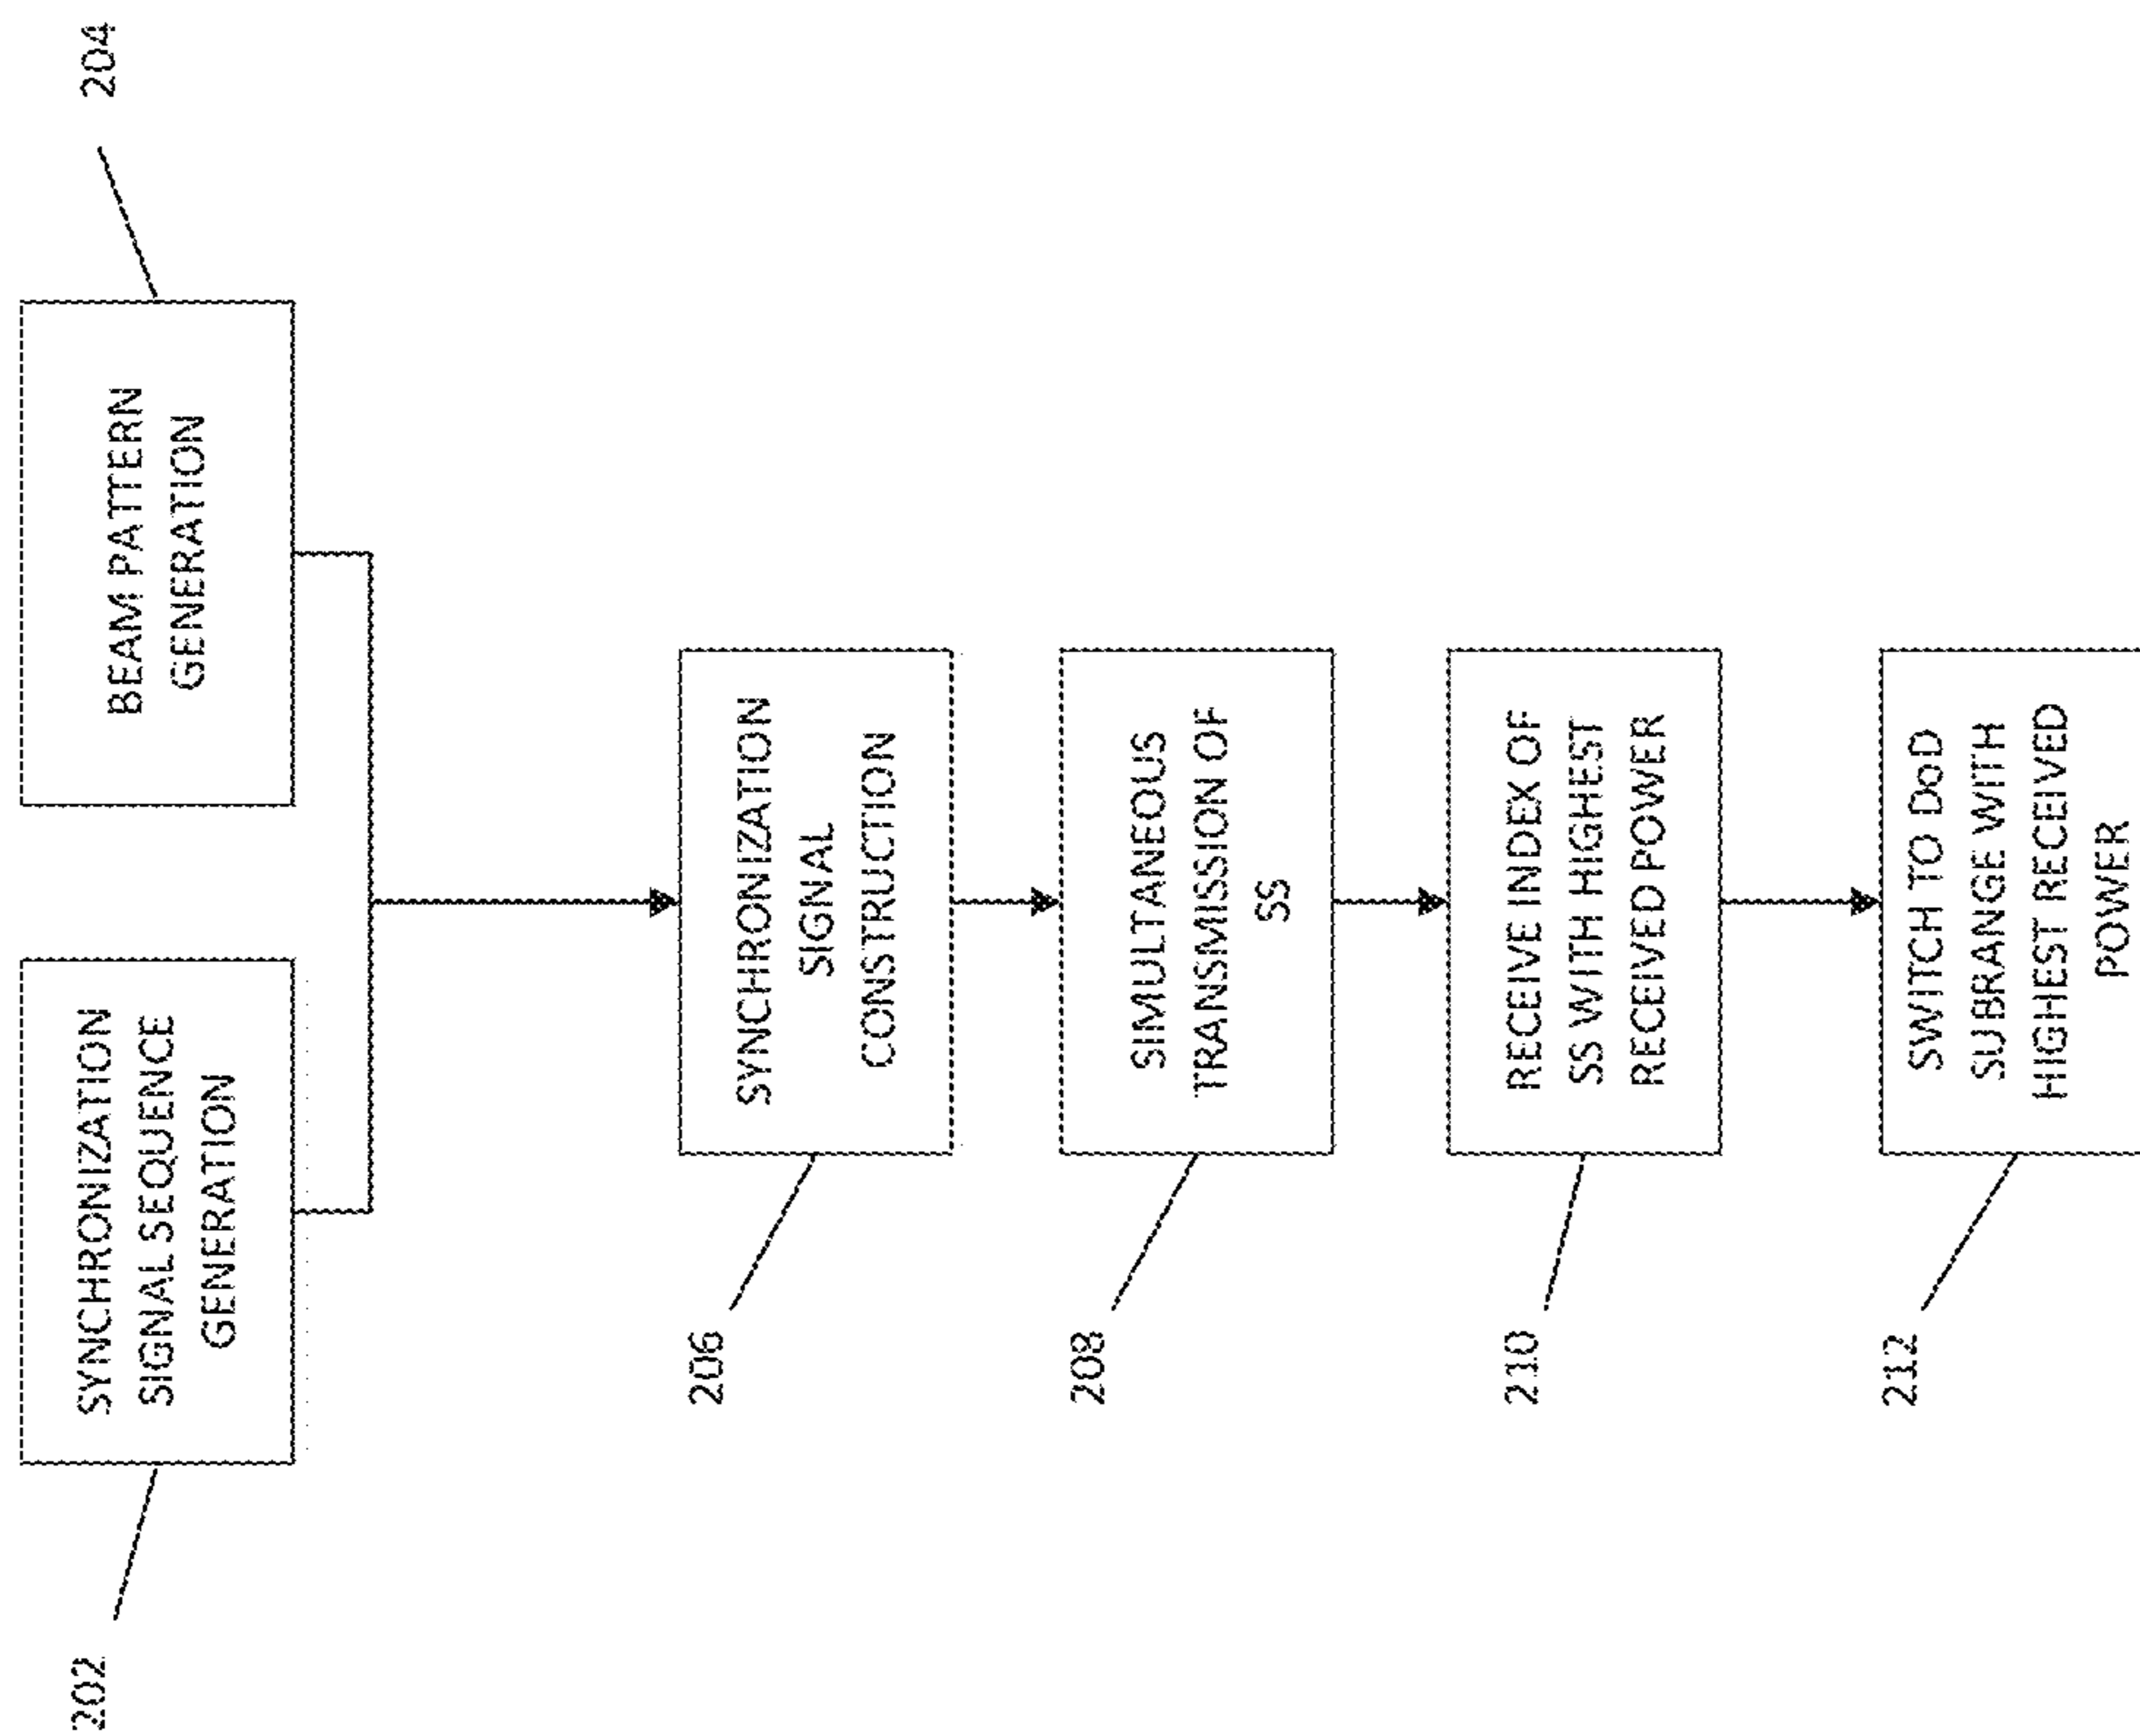 202
SYNCHRONIZATION
SIGNAL SEQUENCE
GENERATION
BEAM PATTERN
GENERATION
204
206
SYNCHRONIZATION
SIGNAL
CONSTRUCTION
208
SIMULTANEOUS
TRANSMISSION OF
SS
210
RECEIVE INDEX OF
SS WITH HIGHEST
RECEIVED POWER
212
SWITCH TO DoD
SUBRANGE WITH
HIGHEST RECEIVED
POWER